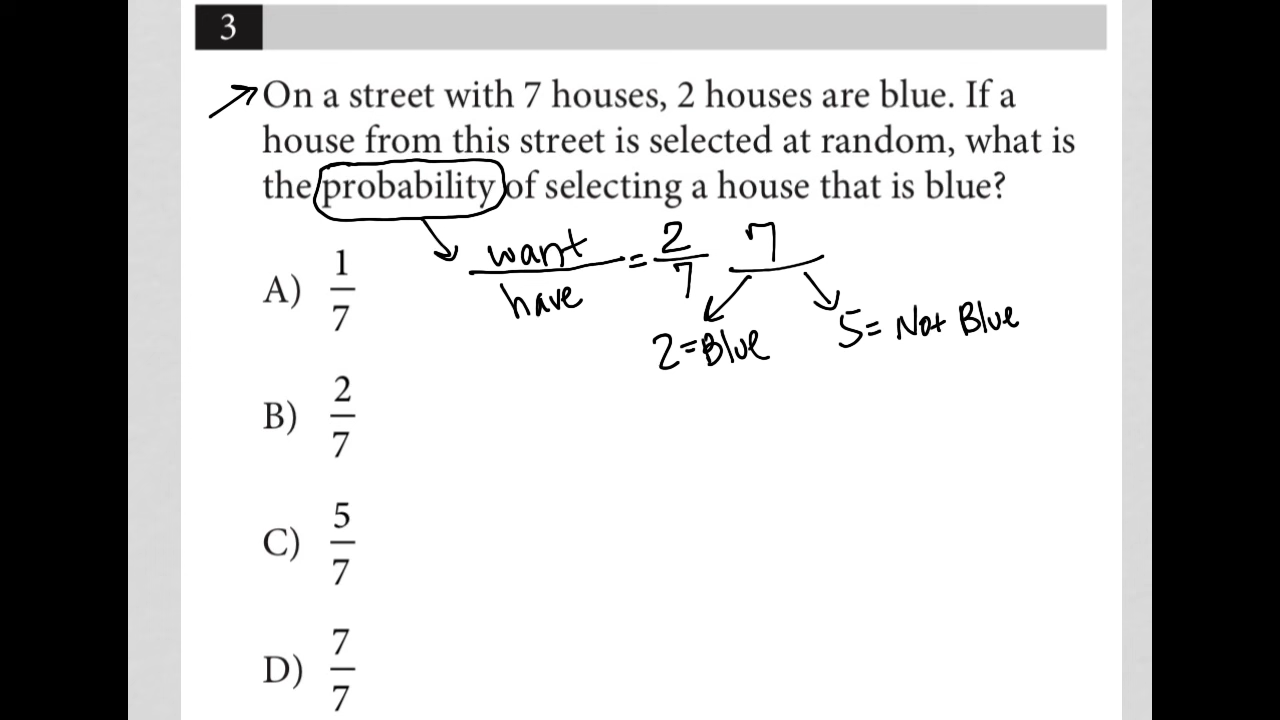 3
On a street with 7 houses, 2 houses are blue. If a
house from this street is selected at random, what is
the probability of selecting a house that is blue?
want
have
= 2/7
7
2 = Blue
5 = Not Blue
A) 1/7
B) 2/7
C) 5/7
D) 7/7